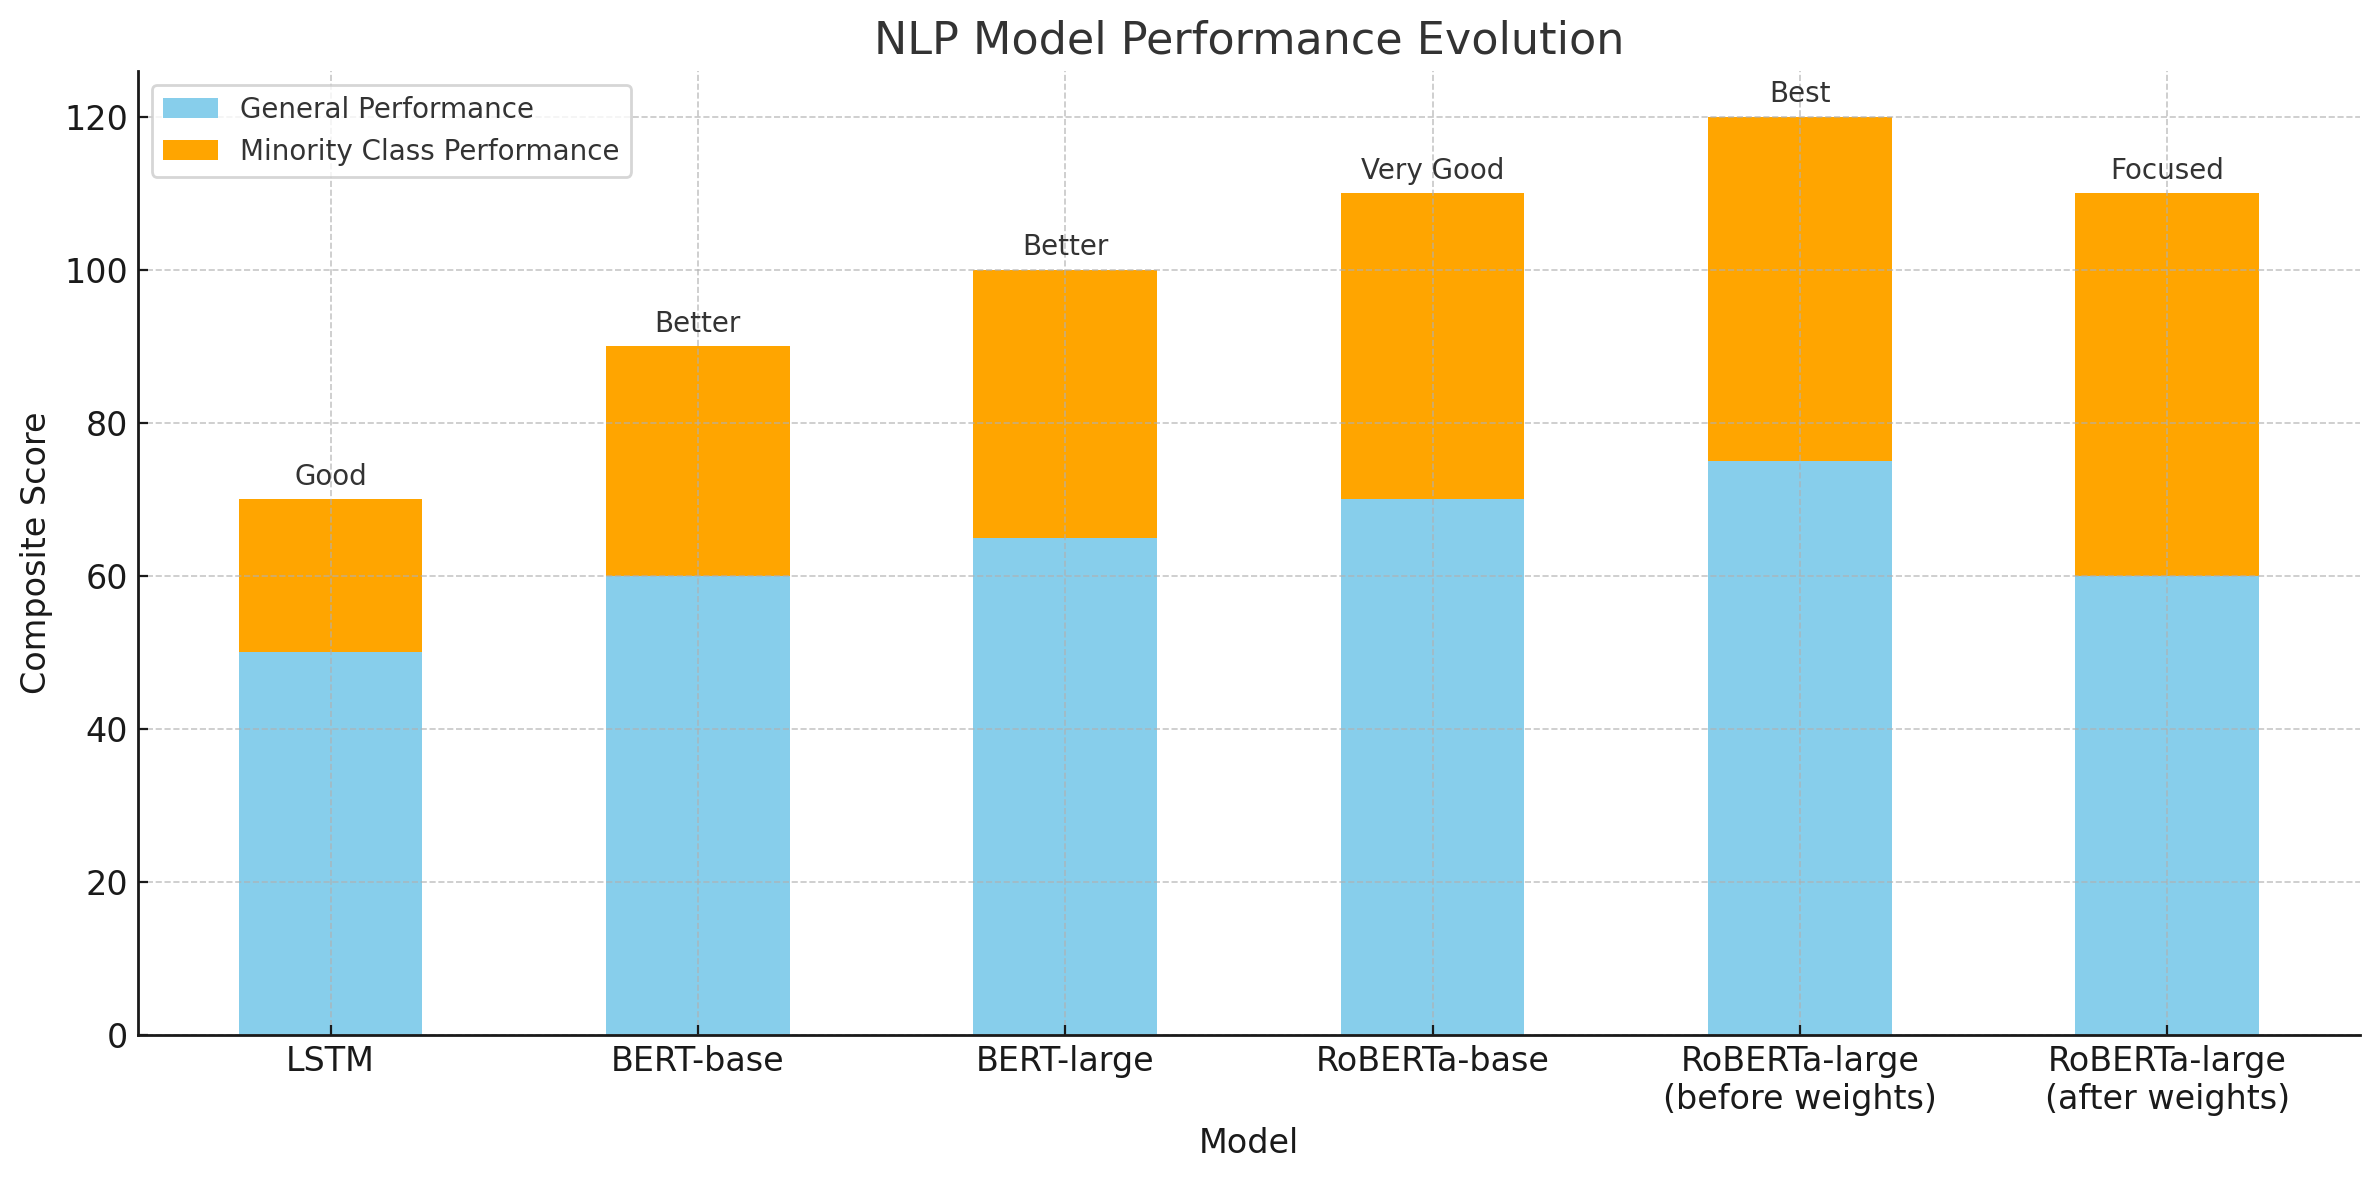 NLP Model Performance Evolution
General Performance
Minority Class Performance
Composite Score
120
100
80
60
40
20
0
Good
Better
Better
Very Good
Best
Focused
LSTM
BERT-base
BERT-large
RoBERTa-base
RoBERTa-large
(before weights)
RoBERTa-large
(after weights)
Model